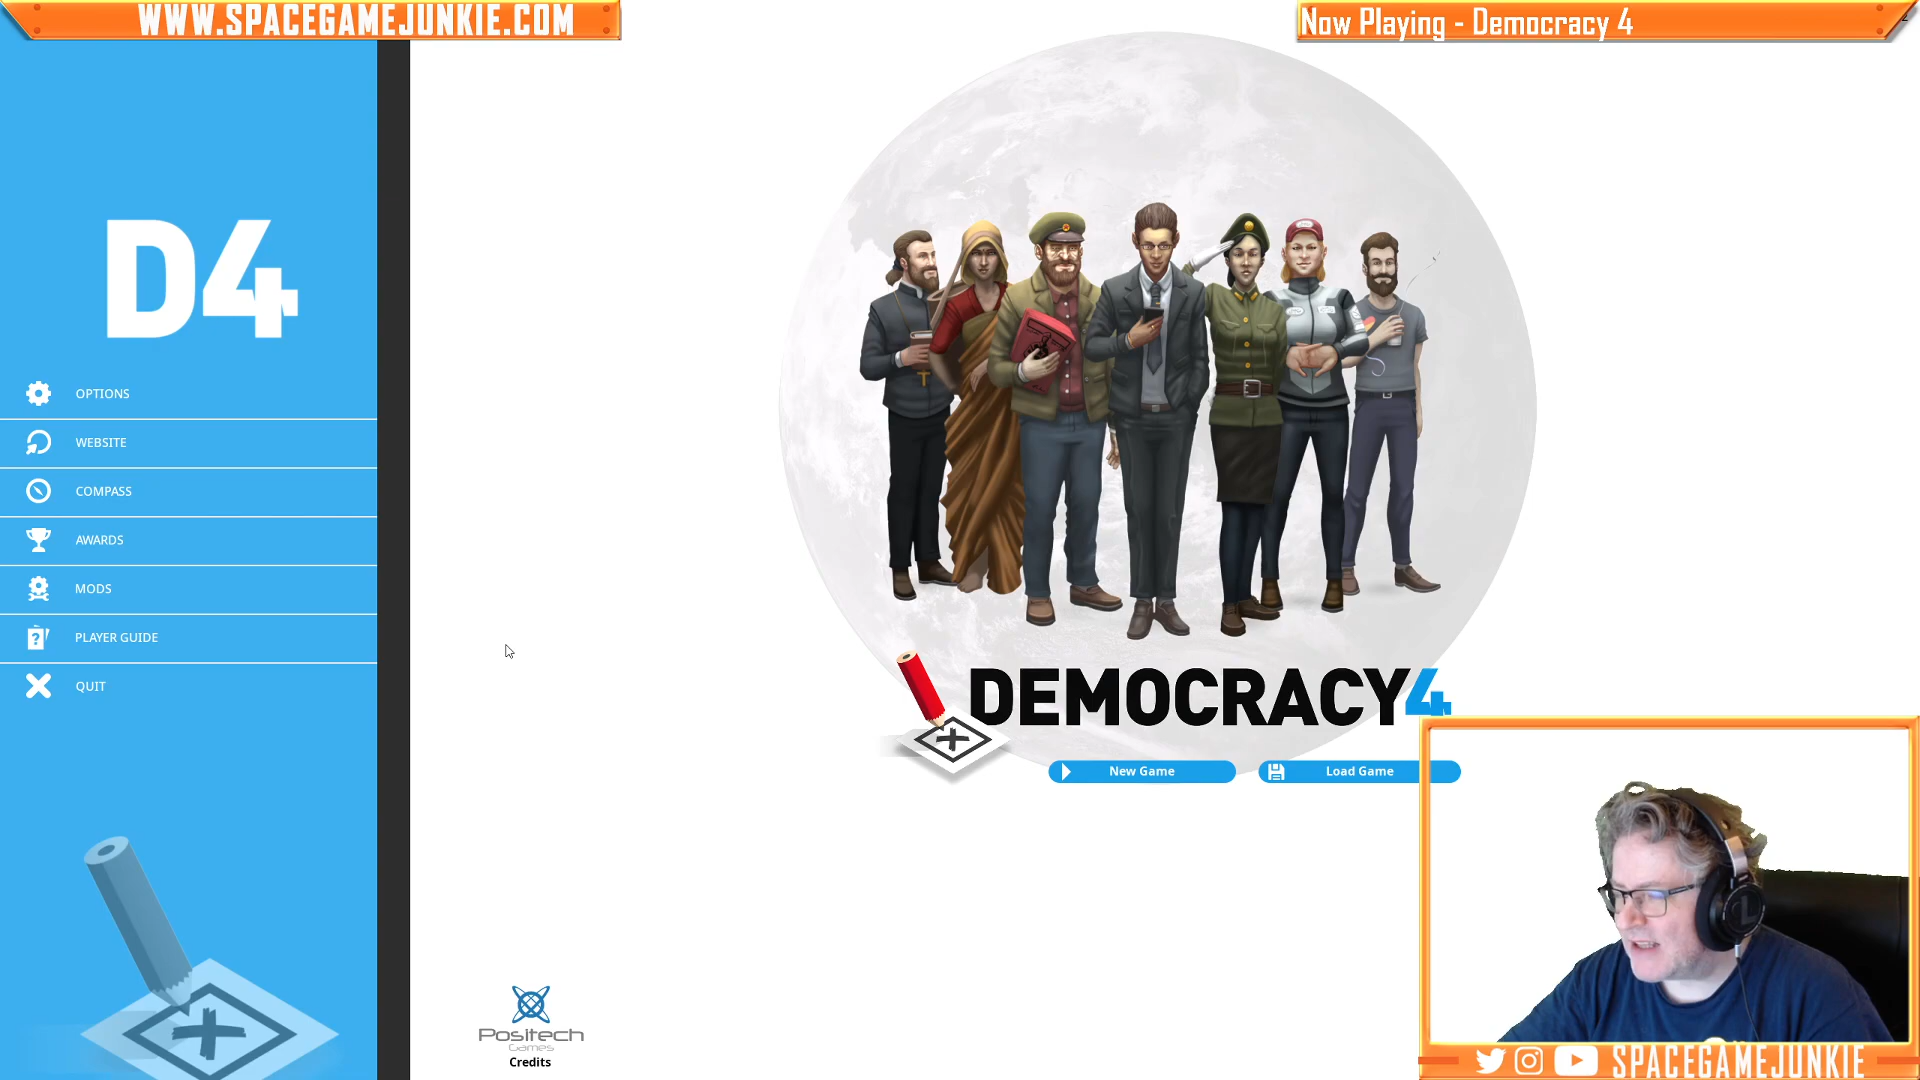 WWW.SPACEGAMEJUNKIE.COM
Now Playing - Democracy 4
D4
OPTIONS
WEBSITE
COMPASS
AWARDS
MODS
PLAYER GUIDE
QUIT
DEMOCRACY4
New Game
Load Game
Positech
Games
Credits
SPACEGAMEJUNKIE